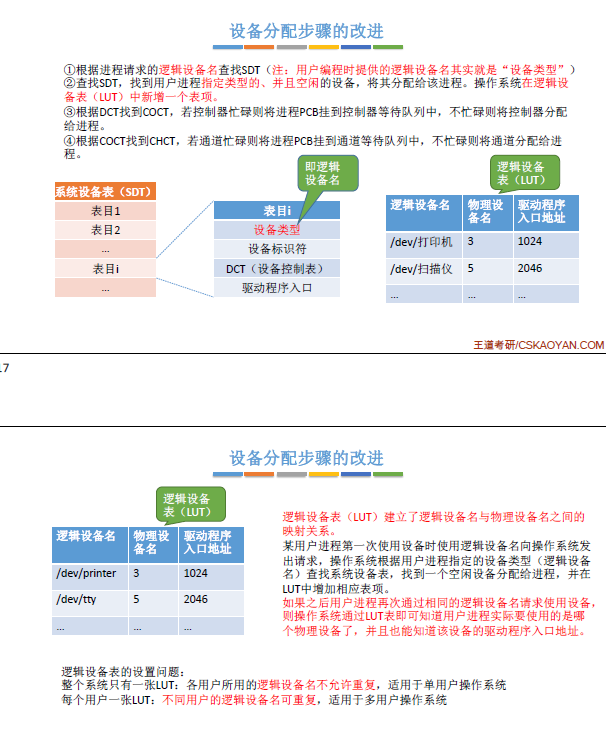 设备分配步骤的改进
①根据进程请求的逻辑设备名查找SDT（注：用户编程时提供的逻辑设备名其实就是“设备类型”）
②查找SDT，找到用户进程指定类型的、并且空闲的设备，将其分配给该进程。操作系统在逻辑设
备表（LUT）中新增一个表项。
③根据DCT找到COCT，若控制器忙碌则将进程PCB挂到控制器等待队列中，不忙碌则将控制器分配
给进程。
④根据COCT找到CHCT，若通道忙碌则将进程PCB挂到通道等待队列中，不忙碌则将通道分配给进
程。
即逻辑
设备名
逻辑设备
表（LUT）
系统设备表（SDT）
表目1
表目2
...
表目i
...
表目i
设备类型
设备标识符
DCT（设备控制表）
驱动程序入口
逻辑设备名 物理设备名 驱动程序入口地址
/dev/打印机 3 1024
/dev/扫描仪 5 2046
... ... ...
王道考研/CSKAOYAN.COM
17
设备分配步骤的改进
逻辑设备
表（LUT）
逻辑设备名 物理设备名 驱动程序入口地址
/dev/printer 3 1024
/dev/tty 5 2046
... ... ...
逻辑设备表（LUT）建立了逻辑设备名与物理设备名之间的
映射关系。
某用户进程第一次使用设备时使用逻辑设备名向操作系统发
出请求，操作系统根据用户进程指定的设备类型（逻辑设备
名）查找系统设备表，找到一个空闲设备分配给进程，并在
LUT中增加相应表项。
如果之后用户进程再次通过相同的逻辑设备名请求使用设备，
则操作系统通过LUT表即可知道用户进程实际要使用的是哪
个物理设备了，并且也能知道该设备的驱动程序入口地址。
逻辑设备表的设置问题：
整个系统只有一张LUT：各用户所用的逻辑设备名不允许重复，适用于单用户操作系统
每个用户一张LUT：不同用户的逻辑设备名可重复，适用于多用户操作系统